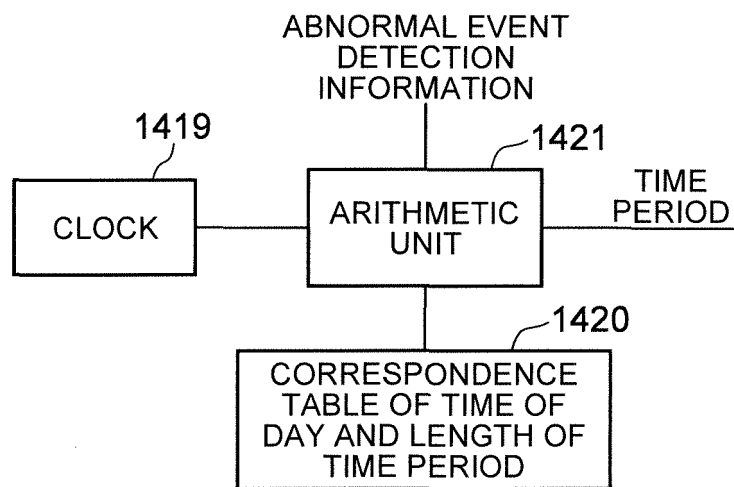 ABNORMAL EVENT
DETECTION
INFORMATION
1419
1421
CLOCK
ARITHMETIC
UNIT
TIME
PERIOD
1420
CORRESPONDENCE
TABLE OF TIME OF
DAY AND LENGTH OF
TIME PERIOD